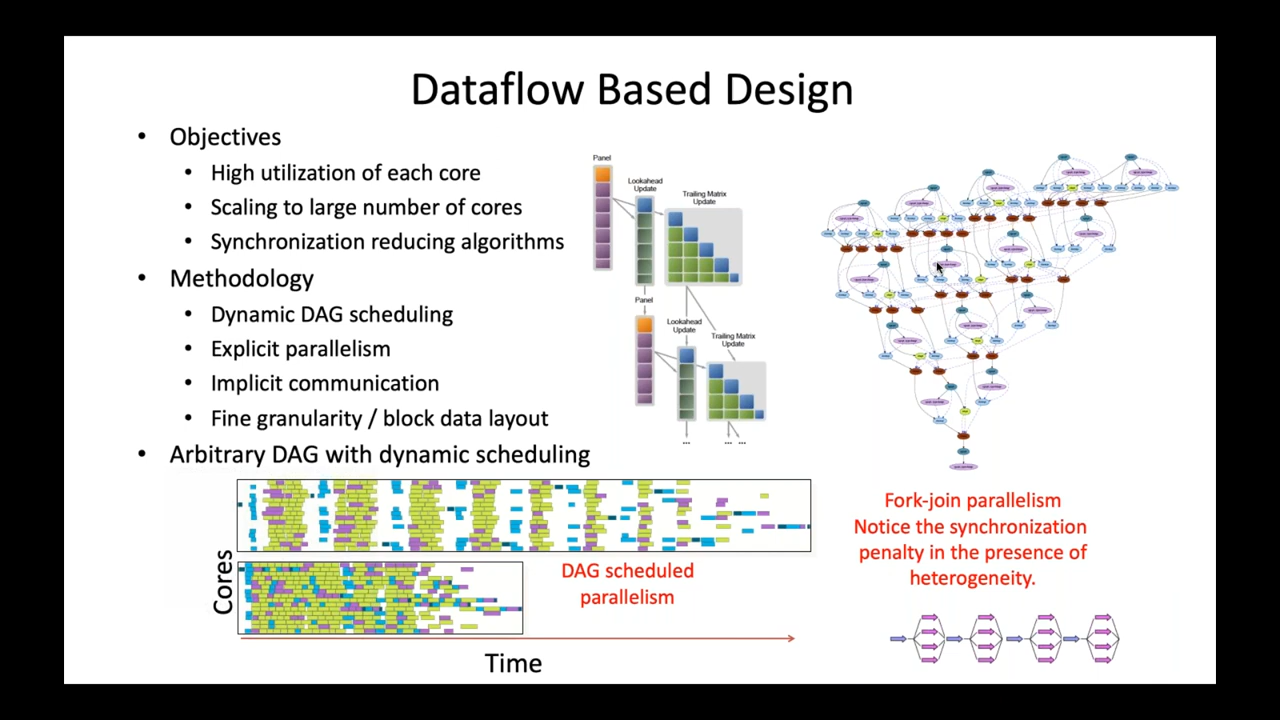 Dataflow Based Design
• Objectives
• High utilization of each core
• Scaling to large number of cores
• Synchronization reducing algorithms
• Methodology
• Dynamic DAG scheduling
• Explicit parallelism
• Implicit communication
• Fine granularity / block data layout
• Arbitrary DAG with dynamic scheduling
Panel
Lookahead
Update
Trailing Matrix
Update
Panel
Lookahead
Update
Trailing Matrix
Update
...
... ...
Cores
DAG scheduled
parallelism
Time
Fork-join parallelism
Notice the synchronization
penalty in the presence of
heterogeneity.